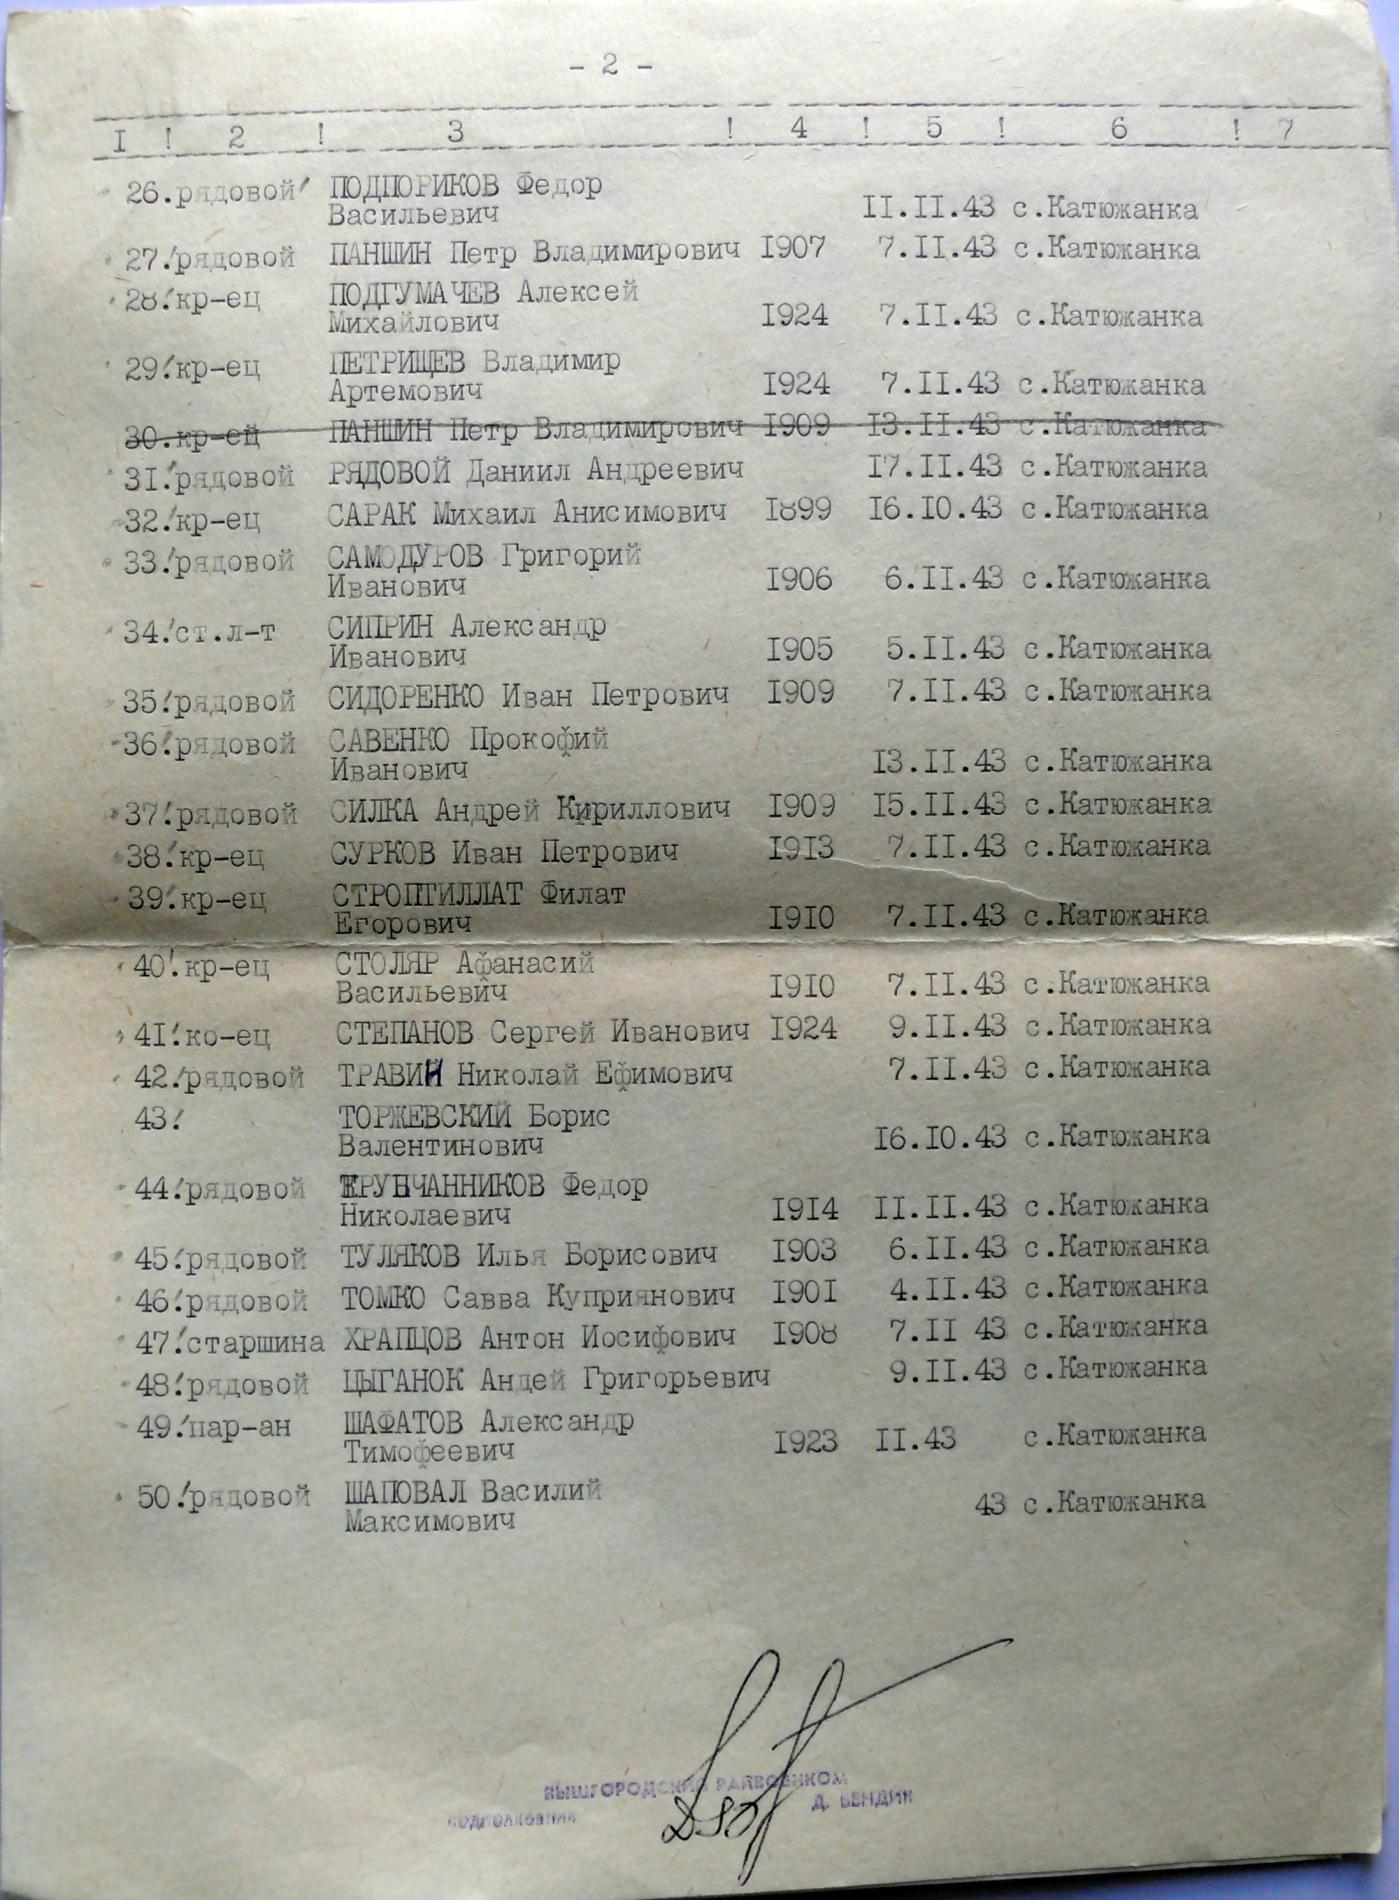 - 2 -
I ! 2 ! 3 ! 4 ! 5 ! 6 ! 7
26.рядовой ПОДПОРИКОВ Федор
Васильевич II.II.43 с.Катюжанка
27.рядовой ПАНШИН Петр Владимирович I907 7.II.43 с.Катюжанка
28.кр-ец ПОДГУМАЧЕВ Алексей
Михайлович I924 7.II.43 с.Катюжанка
29.кр-ец ПЕТРИЩЕВ Владимир
Артемович I924 7.II.43 с.Катюжанка
30.кр-ец ПАНШИН Петр Владимирович I909 I3.II.43 с.Катюжанка
3I.рядовой РЯДОВОЙ Даниил Андреевич I7.II.43 с.Катюжанка
32.кр-ец САРАК Михаил Анисимович I899 I6.I0.43 с.Катюжанка
33.рядовой САМОДУРОВ Григорий
Иванович I906 6.II.43 с.Катюжанка
34.ст.л-т СИПРИН Александр
Иванович I905 5.II.43 с.Катюжанка
35.рядовой СИДОРЕНКО Иван Петрович I909 7.II.43 с.Катюжанка
36.рядовой САВЕНКО Прокофий
Иванович I3.II.43 с.Катюжанка
37.рядовой СИЛКА Андрей Кириллович I909 I5.II.43 с.Катюжанка
38.кр-ец СУРКОВ Иван Петрович I9I3 7.II.43 с.Катюжанка
39.кр-ец СТРОПТИЛЛАТ Филат
Егорович I9I0 7.II.43 с.Катюжанка
40.кр-ец СТОЛЯР Афанасий
Васильевич I9I0 7.II.43 с.Катюжанка
4I.ко-ец СТЕПАНОВ Сергей Иванович I924 9.II.43 с.Катюжанка
42.рядовой ТРАВИН Николай Ефимович 7.II.43 с.Катюжанка
43. ТОРЖЕВСКИЙ Борис
Валентинович I6.I0.43 с.Катюжанка
44.рядовой Федор
Николаевич I9I4 II.II.43 с.Катюжанка
45.рядовой ТУЛЯКОВ Илья Борисович I903 6.II.43 с.Катюжанка
46.рядовой ТОМКО Савва Куприянович I90I 4.II.43 с.Катюжанка
47.старшина ХРАПЦОВ Антон Иосифович I908 7.II 43 с.Катюжанка
48.рядовой ЦЫГАНОК Андей Григорьевич 9.II.43 с.Катюжанка
49.пар-ан ШАФАТОВ Александр
Тимофеевич I923 II.43 с.Катюжанка
50.рядовой ШАПОВАЛ Василий
Максимович 43 с.Катюжанка
ВЫШГОРОДСКИЙ РАЙВОЕНКОМ
ПОДПОЛКОВНИК Д. БЕНДИК